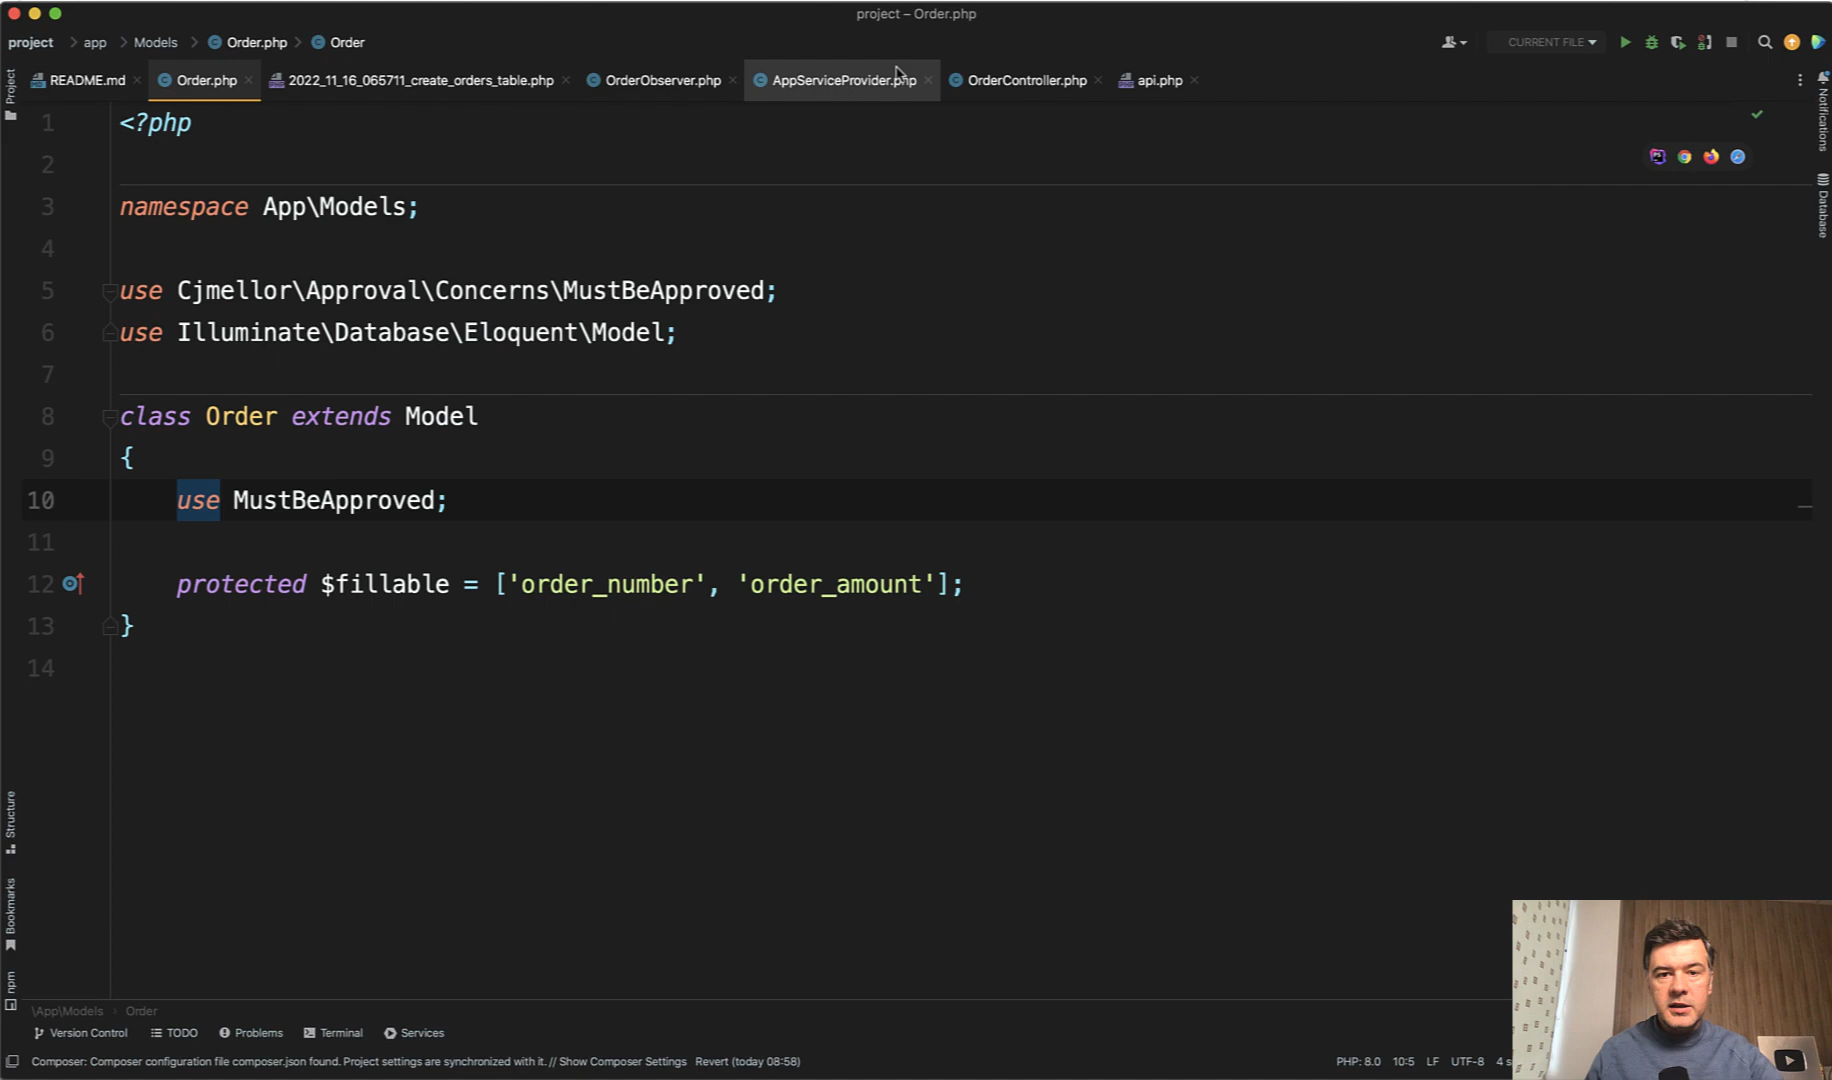 project – Order.php
project app Models Order.php Order
CURRENT FILE
README.md Order.php 2022_11_16_065711_create_orders_table.php OrderObserver.php AppServiceProvider.php OrderController.php api.php
Project
Notifications
Database
1 <?php
2
3 namespace App\Models;
4
5 use Cjmellor\Approval\Concerns\MustBeApproved;
6 use Illuminate\Database\Eloquent\Model;
7
8 class Order extends Model
9 {
10 use MustBeApproved;
11
12 protected $fillable = ['order_number', 'order_amount'];
13 }
14
Structure
Bookmarks
npm
\App\Models › Order
Version Control TODO Problems Terminal Services
Composer: Composer configuration file composer.json found. Project settings are synchronized with it. // Show Composer Settings Revert (today 08:58) PHP: 8.0 10:5 LF UTF-8 4 s